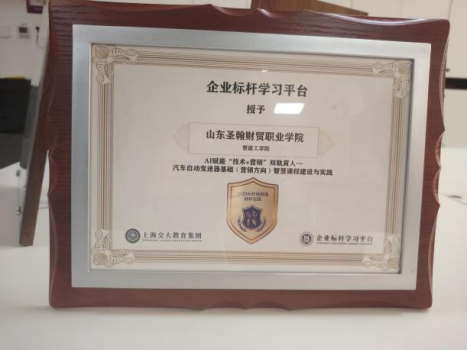 企业标杆学习平台
授予
山东圣翰财贸职业学院
智能工学院
AI赋能“技术+营销”双轨育人—
汽车自动变速器基础（营销方向）智慧课程建设与实践
上海交大教育集团
企业标杆学习平台